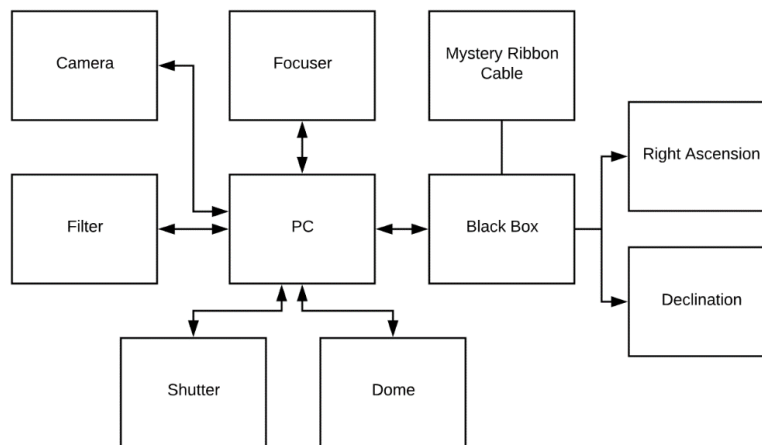 Camera
Focuser
Mystery Ribbon
Cable
Right Ascension
Filter
PC
Black Box
Declination
Shutter
Dome